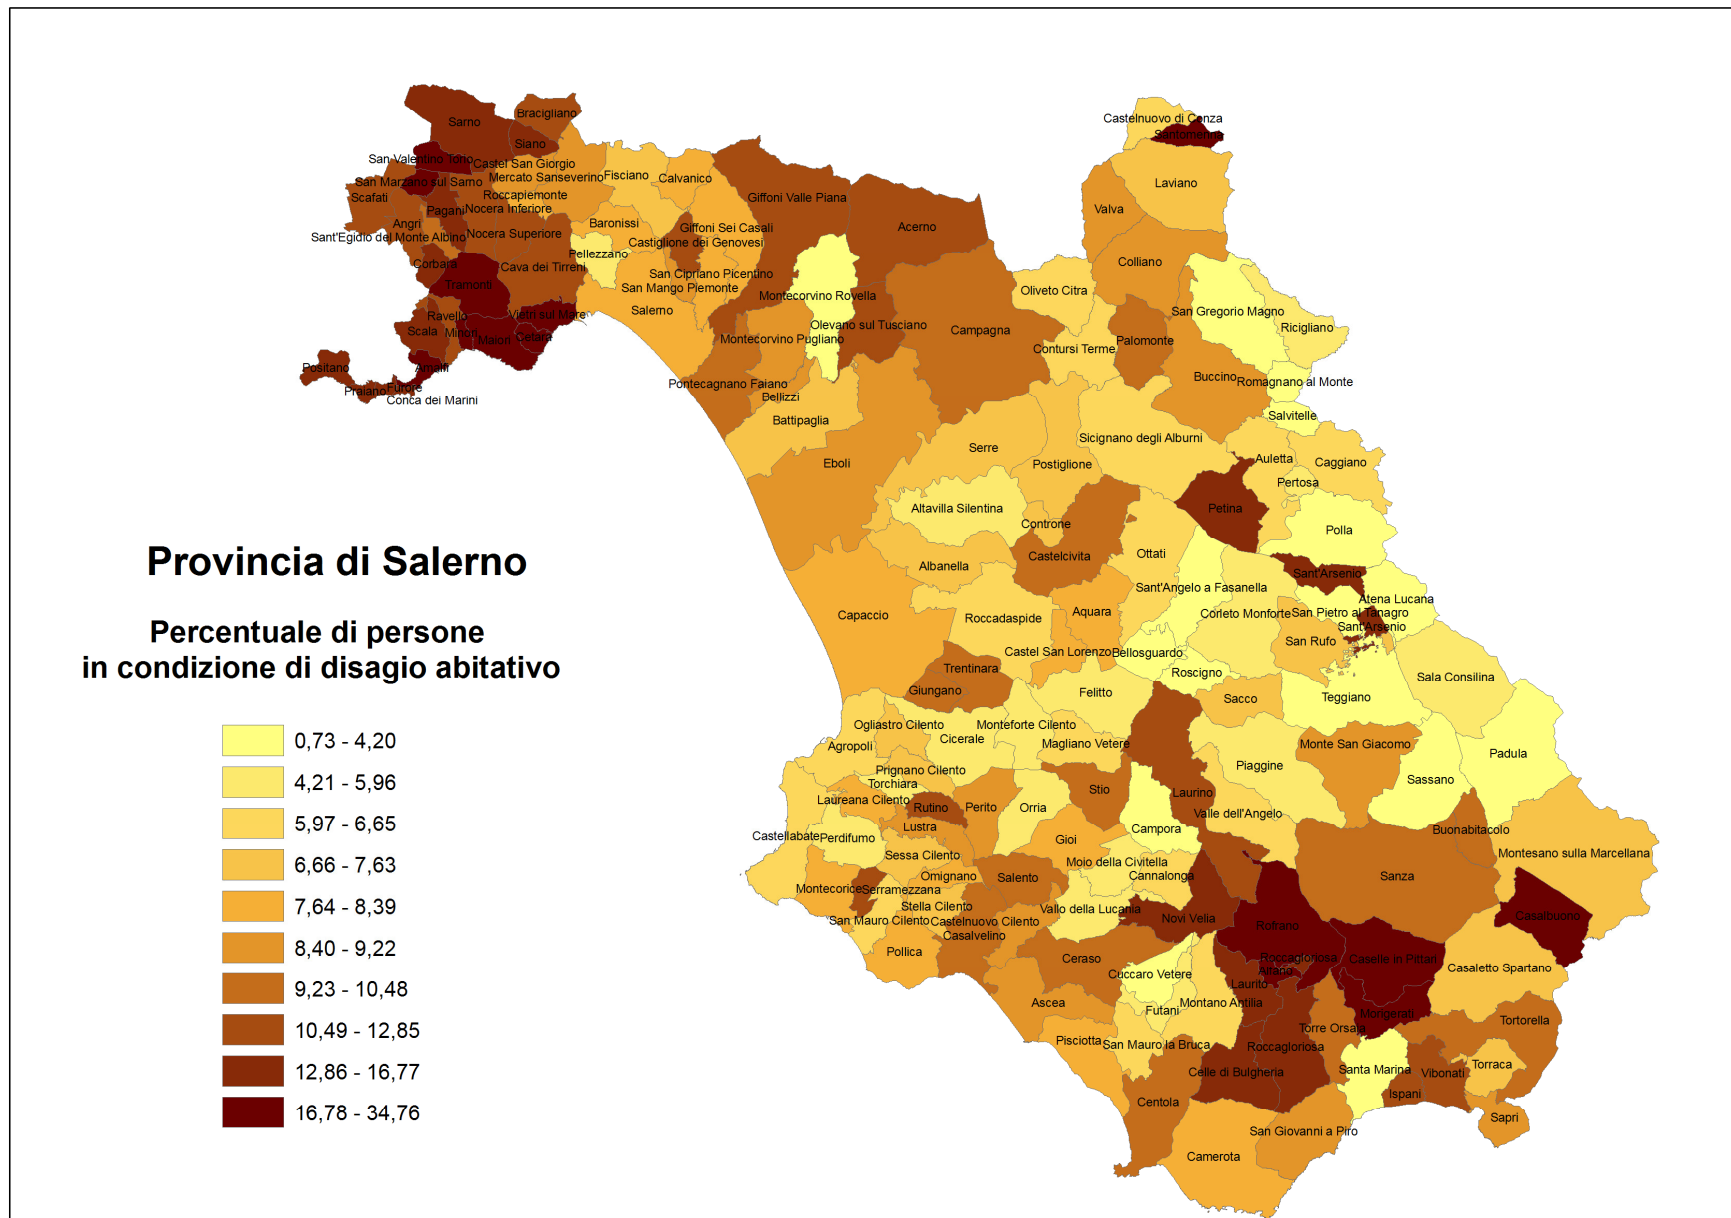 Provincia di Salerno
Percentuale di persone
in condizione di disagio abitativo
0,73 - 4,20
4,21 - 5,96
5,97 - 6,65
6,66 - 7,63
7,64 - 8,39
8,40 - 9,22
9,23 - 10,48
10,49 - 12,85
12,86 - 16,77
16,78 - 34,76
Sarno
Bracigliano
Siano
San Valentino Torio
Castel San Giorgio
Mercato Sanseverino
Fisciano
Calvanico
San Marzano sul Sarno
Scafati
Roccapiemonte
Pagani
Nocera Inferiore
Angri
Baronissi
Giffoni Sei Casali
Giffoni Valle Piana
Acerno
Sant'Egidio del Monte Albino
Nocera Superiore
Castiglione dei Genovesi
Pellezzano
Corbara
Cava dei Tirreni
San Cipriano Picentino
Tramonti
San Mango Piemonte
Montecorvino Rovella
Salerno
Ravello
Vietri sul Mare
Scala
Minori
Maiori
Cetara
Olevano sul Tusciano
Montecorvino Pugliano
Campagna
Positano
Amalfi
Praiano
Furore
Conca dei Marini
Pontecagnano Faiano
Bellizzi
Battipaglia
Eboli
Castelnuovo di Conza
Santomenna
Laviano
Valva
Colliano
Oliveto Citra
San Gregorio Magno
Ricigliano
Palomonte
Contursi Terme
Buccino
Romagnano al Monte
Salvitelle
Sicignano degli Alburni
Serre
Postiglione
Auletta
Caggiano
Pertosa
Petina
Polla
Altavilla Silentina
Controne
Castelcivita
Ottati
Albanella
Sant'Arsenio
Sant'Angelo a Fasanella
Atena Lucana
Capaccio
Roccadaspide
Aquara
Corleto Monforte
San Pietro al Tanagro
Sant'Arsenio
San Rufo
Castel San Lorenzo
Bellosguardo
Trentinara
Roscigno
Giungano
Felitto
Sacco
Teggiano
Sala Consilina
Ogliastro Cilento
Monteforte Cilento
Cicerale
Agropoli
Magliano Vetere
Monte San Giacomo
Padula
Prignano Cilento
Torchiara
Piaggine
Sassano
Stio
Laurino
Laureana Cilento
Rutino
Perito
Orria
Valle dell'Angelo
Castellabate
Perdifumo
Lustra
Gioi
Campora
Buonabitacolo
Sessa Cilento
Moio della Civitella
Montesano sulla Marcellana
Omignano
Salento
Cannalonga
Sanza
Montecorice
Serramezzana
Stella Cilento
Vallo della Lucania
San Mauro Cilento
Castelnuovo Cilento
Novi Velia
Casalbuono
Casalvelino
Rofrano
Pollica
Ceraso
Roccagloriosa
Caselle in Pittari
Cuccaro Vetere
Alfano
Casaletto Spartano
Laurito
Ascea
Montano Antilia
Futani
Morigerati
Tortorella
Torre Orsaia
Pisciotta
San Mauro la Bruca
Roccagloriosa
Celle di Bulgheria
Santa Marina
Vibonati
Torraca
Ispani
Centola
Sapri
San Giovanni a Piro
Camerota